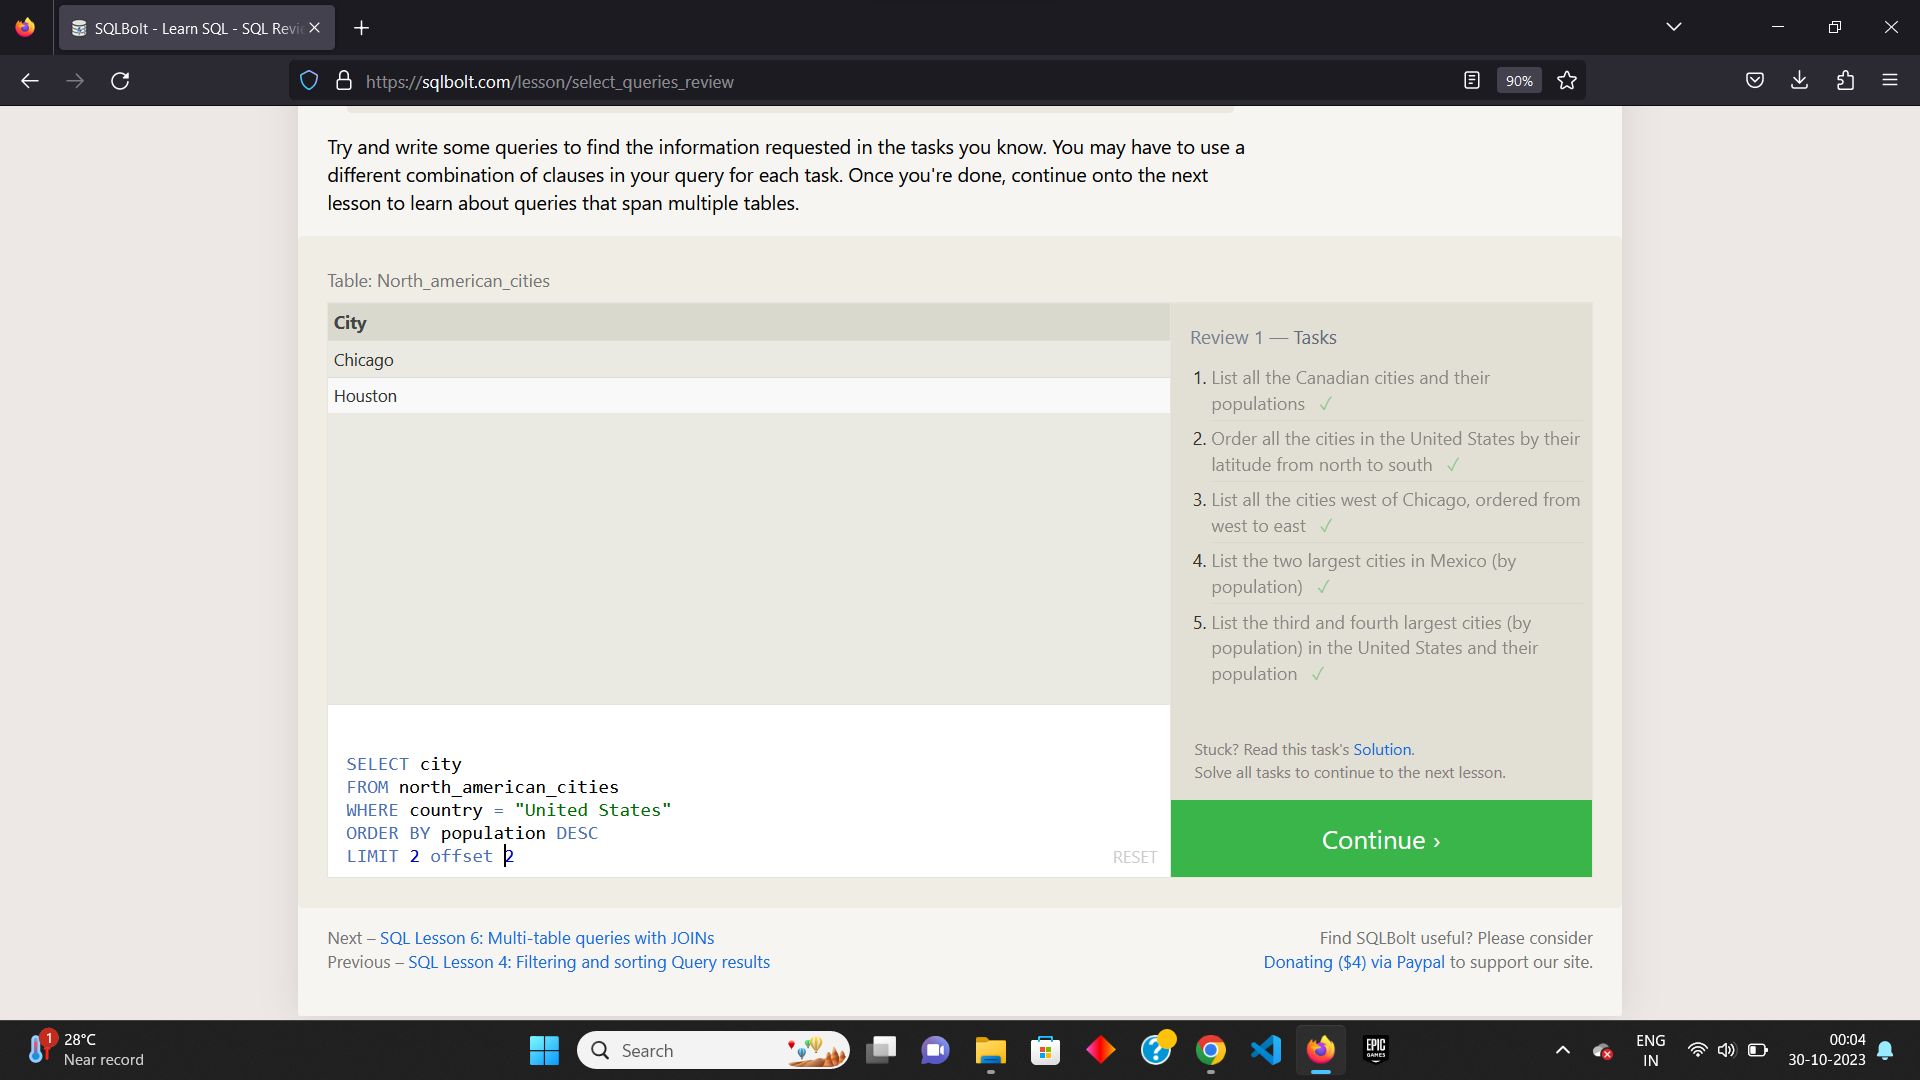 SQLBolt - Learn SQL - SQL Revi
https://sqlbolt.com/lesson/select_queries_review
90%
Try and write some queries to find the information requested in the tasks you know. You may have to use a
different combination of clauses in your query for each task. Once you're done, continue onto the next
lesson to learn about queries that span multiple tables.
Table: North_american_cities
City
Chicago
Houston
Review 1 — Tasks
1. List all the Canadian cities and their
populations ✓
2. Order all the cities in the United States by their
latitude from north to south ✓
3. List all the cities west of Chicago, ordered from
west to east ✓
4. List the two largest cities in Mexico (by
population) ✓
5. List the third and fourth largest cities (by
population) in the United States and their
population ✓
SELECT city
FROM north_american_cities
WHERE country = "United States"
ORDER BY population DESC
LIMIT 2 offset 2
RESET
Stuck? Read this task's Solution.
Solve all tasks to continue to the next lesson.
Continue ›
Next – SQL Lesson 6: Multi-table queries with JOINs
Previous – SQL Lesson 4: Filtering and sorting Query results
Find SQLBolt useful? Please consider
Donating ($4) via Paypal to support our site.
1
28°C
Near record
Search
EPIC
GAMES
ENG
IN
00:04
30-10-2023